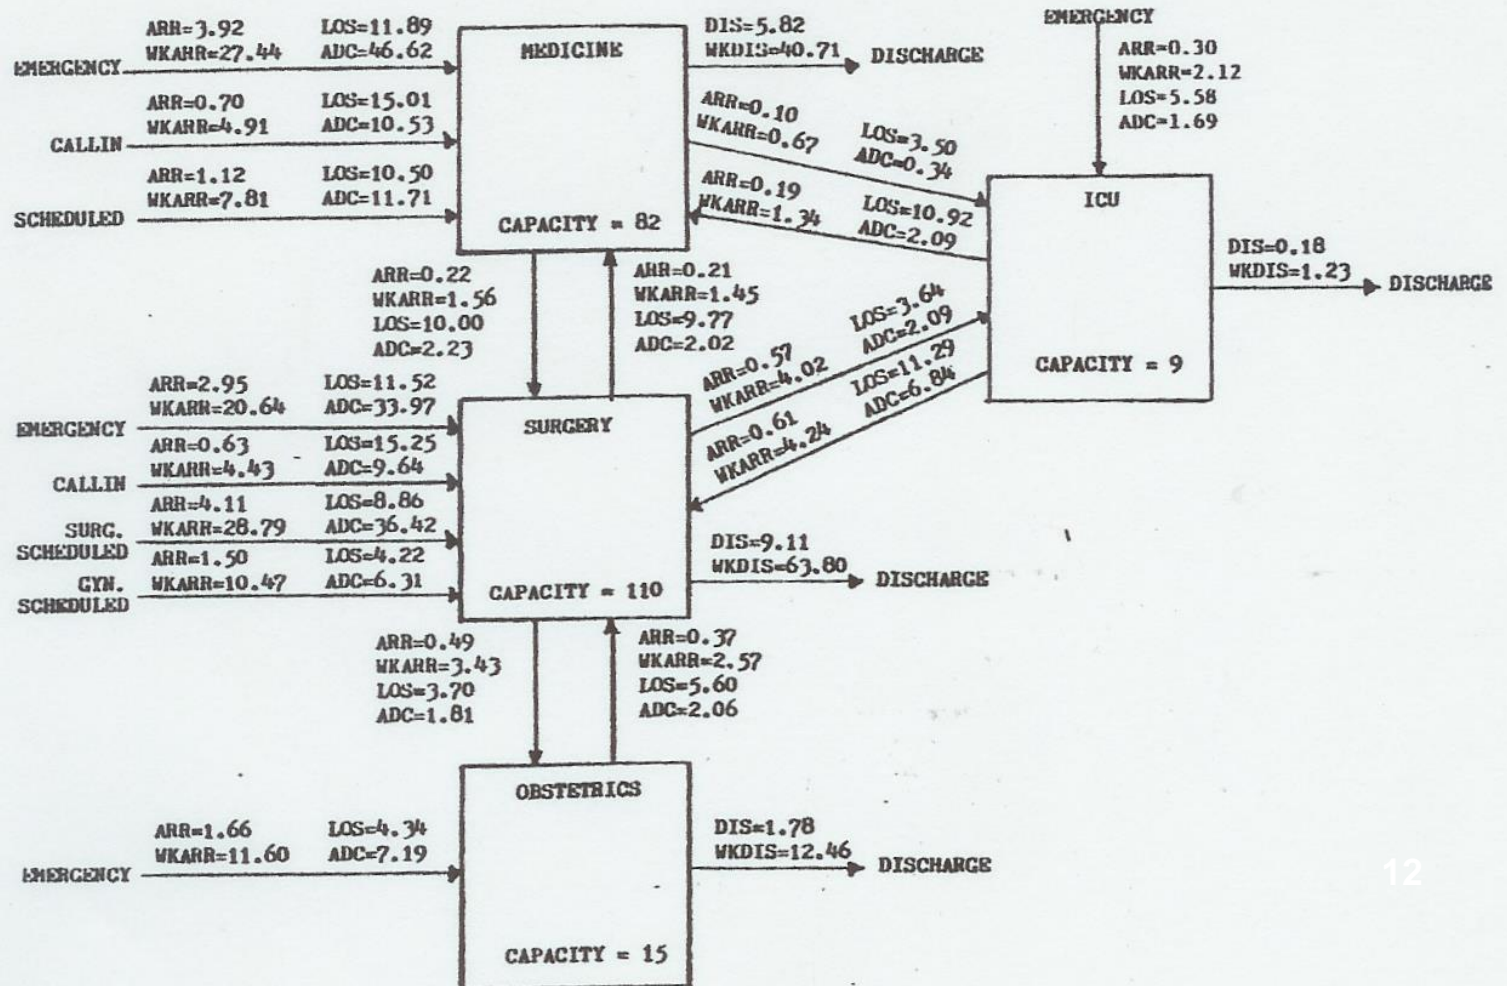 EMERGENCY
ARR=3.92 LOS=11.89
WKARR=27.44 ADC=46.62
CALLIN
ARR=0.70 LOS=15.01
WKARR=4.91 ADC=10.53
SCHEDULED
ARR=1.12 LOS=10.50
WKARR=7.81 ADC=11.71
MEDICINE
CAPACITY = 82
DIS=5.82
WKDIS=40.71
DISCHARGE
ARR=0.10 LOS=3.50
WKARR=0.67 ADC=0.34
ARR=0.19 LOS=10.92
WKARR=1.34 ADC=2.09
EMERGENCY
ARR=0.30
WKARR=2.12
LOS=5.58
ADC=1.69
ICU
CAPACITY = 9
DIS=0.18
WKDIS=1.23
DISCHARGE
ARR=0.22
WKARR=1.56
LOS=10.00
ADC=2.23
ARR=0.21
WKARR=1.45
LOS=9.77
ADC=2.02
ARR=0.57 LOS=3.64
WKARR=4.02 ADC=2.09
ARR=0.61 LOS=11.29
WKARR=4.24 ADC=6.84
EMERGENCY
ARR=2.95 LOS=11.52
WKARR=20.64 ADC=33.97
CALLIN
ARR=0.63 LOS=15.25
WKARR=4.43 ADC=9.64
SURG.
SCHEDULED
ARR=4.11 LOS=8.86
WKARR=28.79 ADC=36.42
GYN.
SCHEDULED
ARR=1.50 LOS=4.22
WKARR=10.47 ADC=6.31
SURGERY
CAPACITY = 110
DIS=9.11
WKDIS=63.80
DISCHARGE
ARR=0.49
WKARR=3.43
LOS=3.70
ADC=1.81
ARR=0.37
WKARR=2.57
LOS=5.60
ADC=2.06
EMERGENCY
ARR=1.66 LOS=4.34
WKARR=11.60 ADC=7.19
OBSTETRICS
CAPACITY = 15
DIS=1.78
WKDIS=12.46
DISCHARGE
12